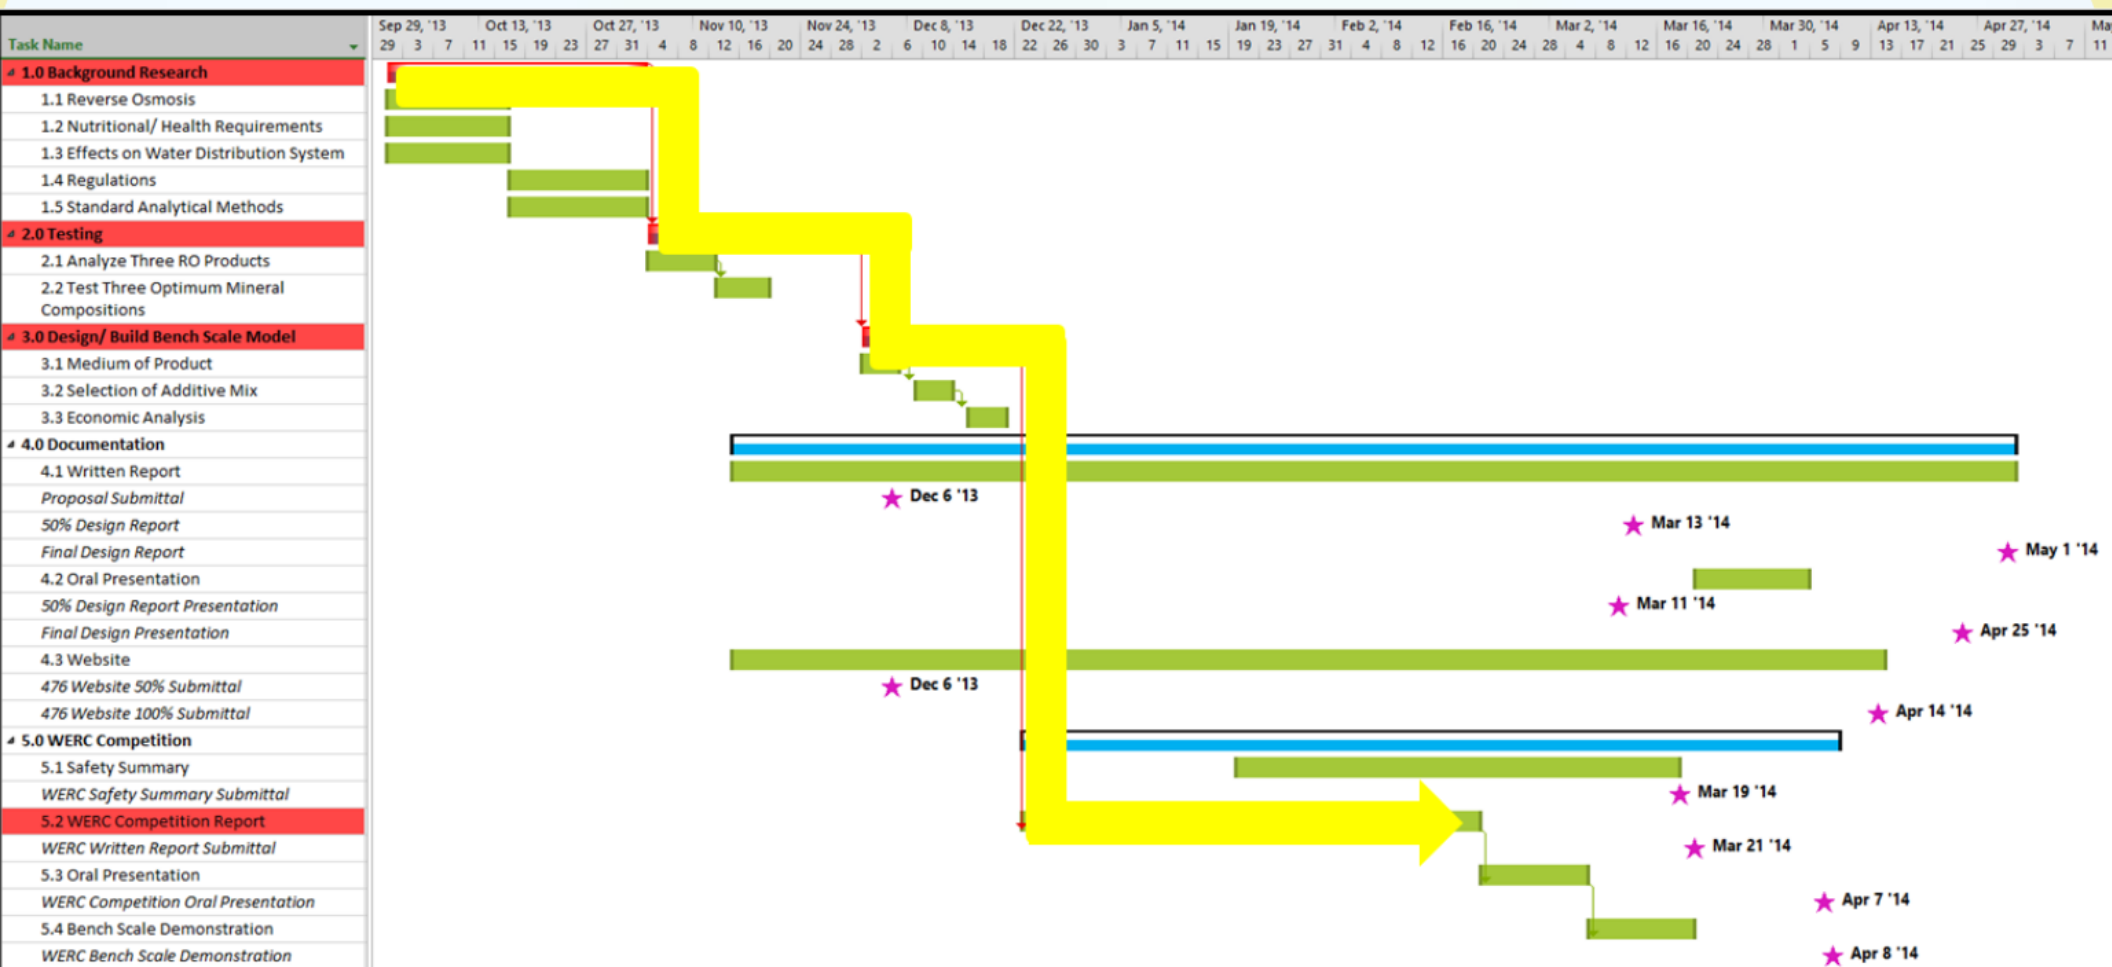 Sep 29, '13 Oct 13, '13 Oct 27, '13 Nov 10, '13 Nov 24, '13 Dec 8, '13 Dec 22, '13 Jan 5, '14 Jan 19, '14 Feb 2, '14 Feb 16, '14 Mar 2, '14 Mar 16, '14 Mar 30, '14 Apr 13, '14 Apr 27, '14
Task Name 29 3 7 11 15 19 23 27 31 4 8 12 16 20 24 28 2 6 10 14 18 22 26 30 3 7 11 15 19 23 27 31 4 8 12 16 20 24 28 4 8 12 16 20 24 28 1 5 9 13 17 21 25 29 3 7 11
1.0 Background Research
1.1 Reverse Osmosis
1.2 Nutritional/ Health Requirements
1.3 Effects on Water Distribution System
1.4 Regulations
1.5 Standard Analytical Methods
2.0 Testing
2.1 Analyze Three RO Products
2.2 Test Three Optimum Mineral
Compositions
3.0 Design/ Build Bench Scale Model
3.1 Medium of Product
3.2 Selection of Additive Mix
3.3 Economic Analysis
4.0 Documentation
4.1 Written Report
Proposal Submittal Dec 6 '13
50% Design Report Mar 13 '14
Final Design Report May 1 '14
4.2 Oral Presentation
50% Design Report Presentation Mar 11 '14
Final Design Presentation Apr 25 '14
4.3 Website
476 Website 50% Submittal Dec 6 '13
476 Website 100% Submittal Apr 14 '14
5.0 WERC Competition
5.1 Safety Summary
WERC Safety Summary Submittal Mar 19 '14
5.2 WERC Competition Report
WERC Written Report Submittal Mar 21 '14
5.3 Oral Presentation
WERC Competition Oral Presentation Apr 7 '14
5.4 Bench Scale Demonstration
WERC Bench Scale Demonstration Apr 8 '14